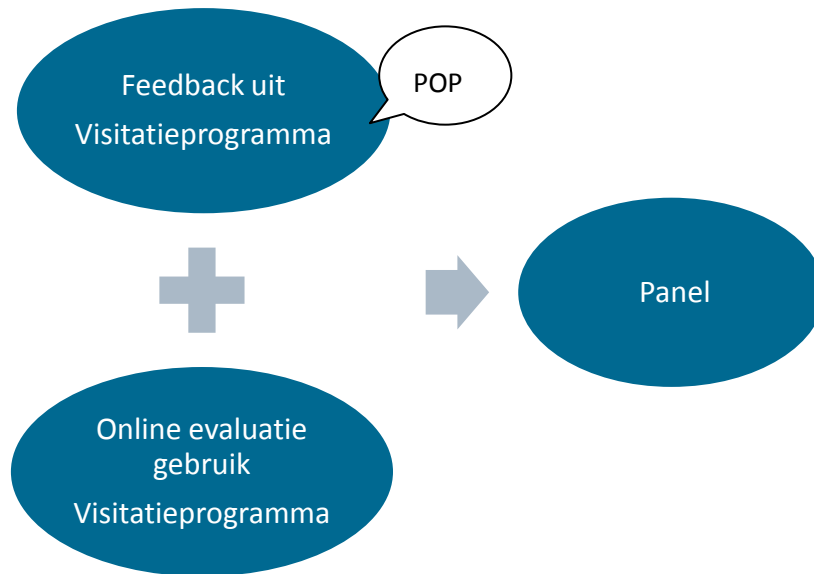 Feedback uit
Visitatieprogramma
POP
Panel
Online evaluatie
gebruik
Visitatieprogramma